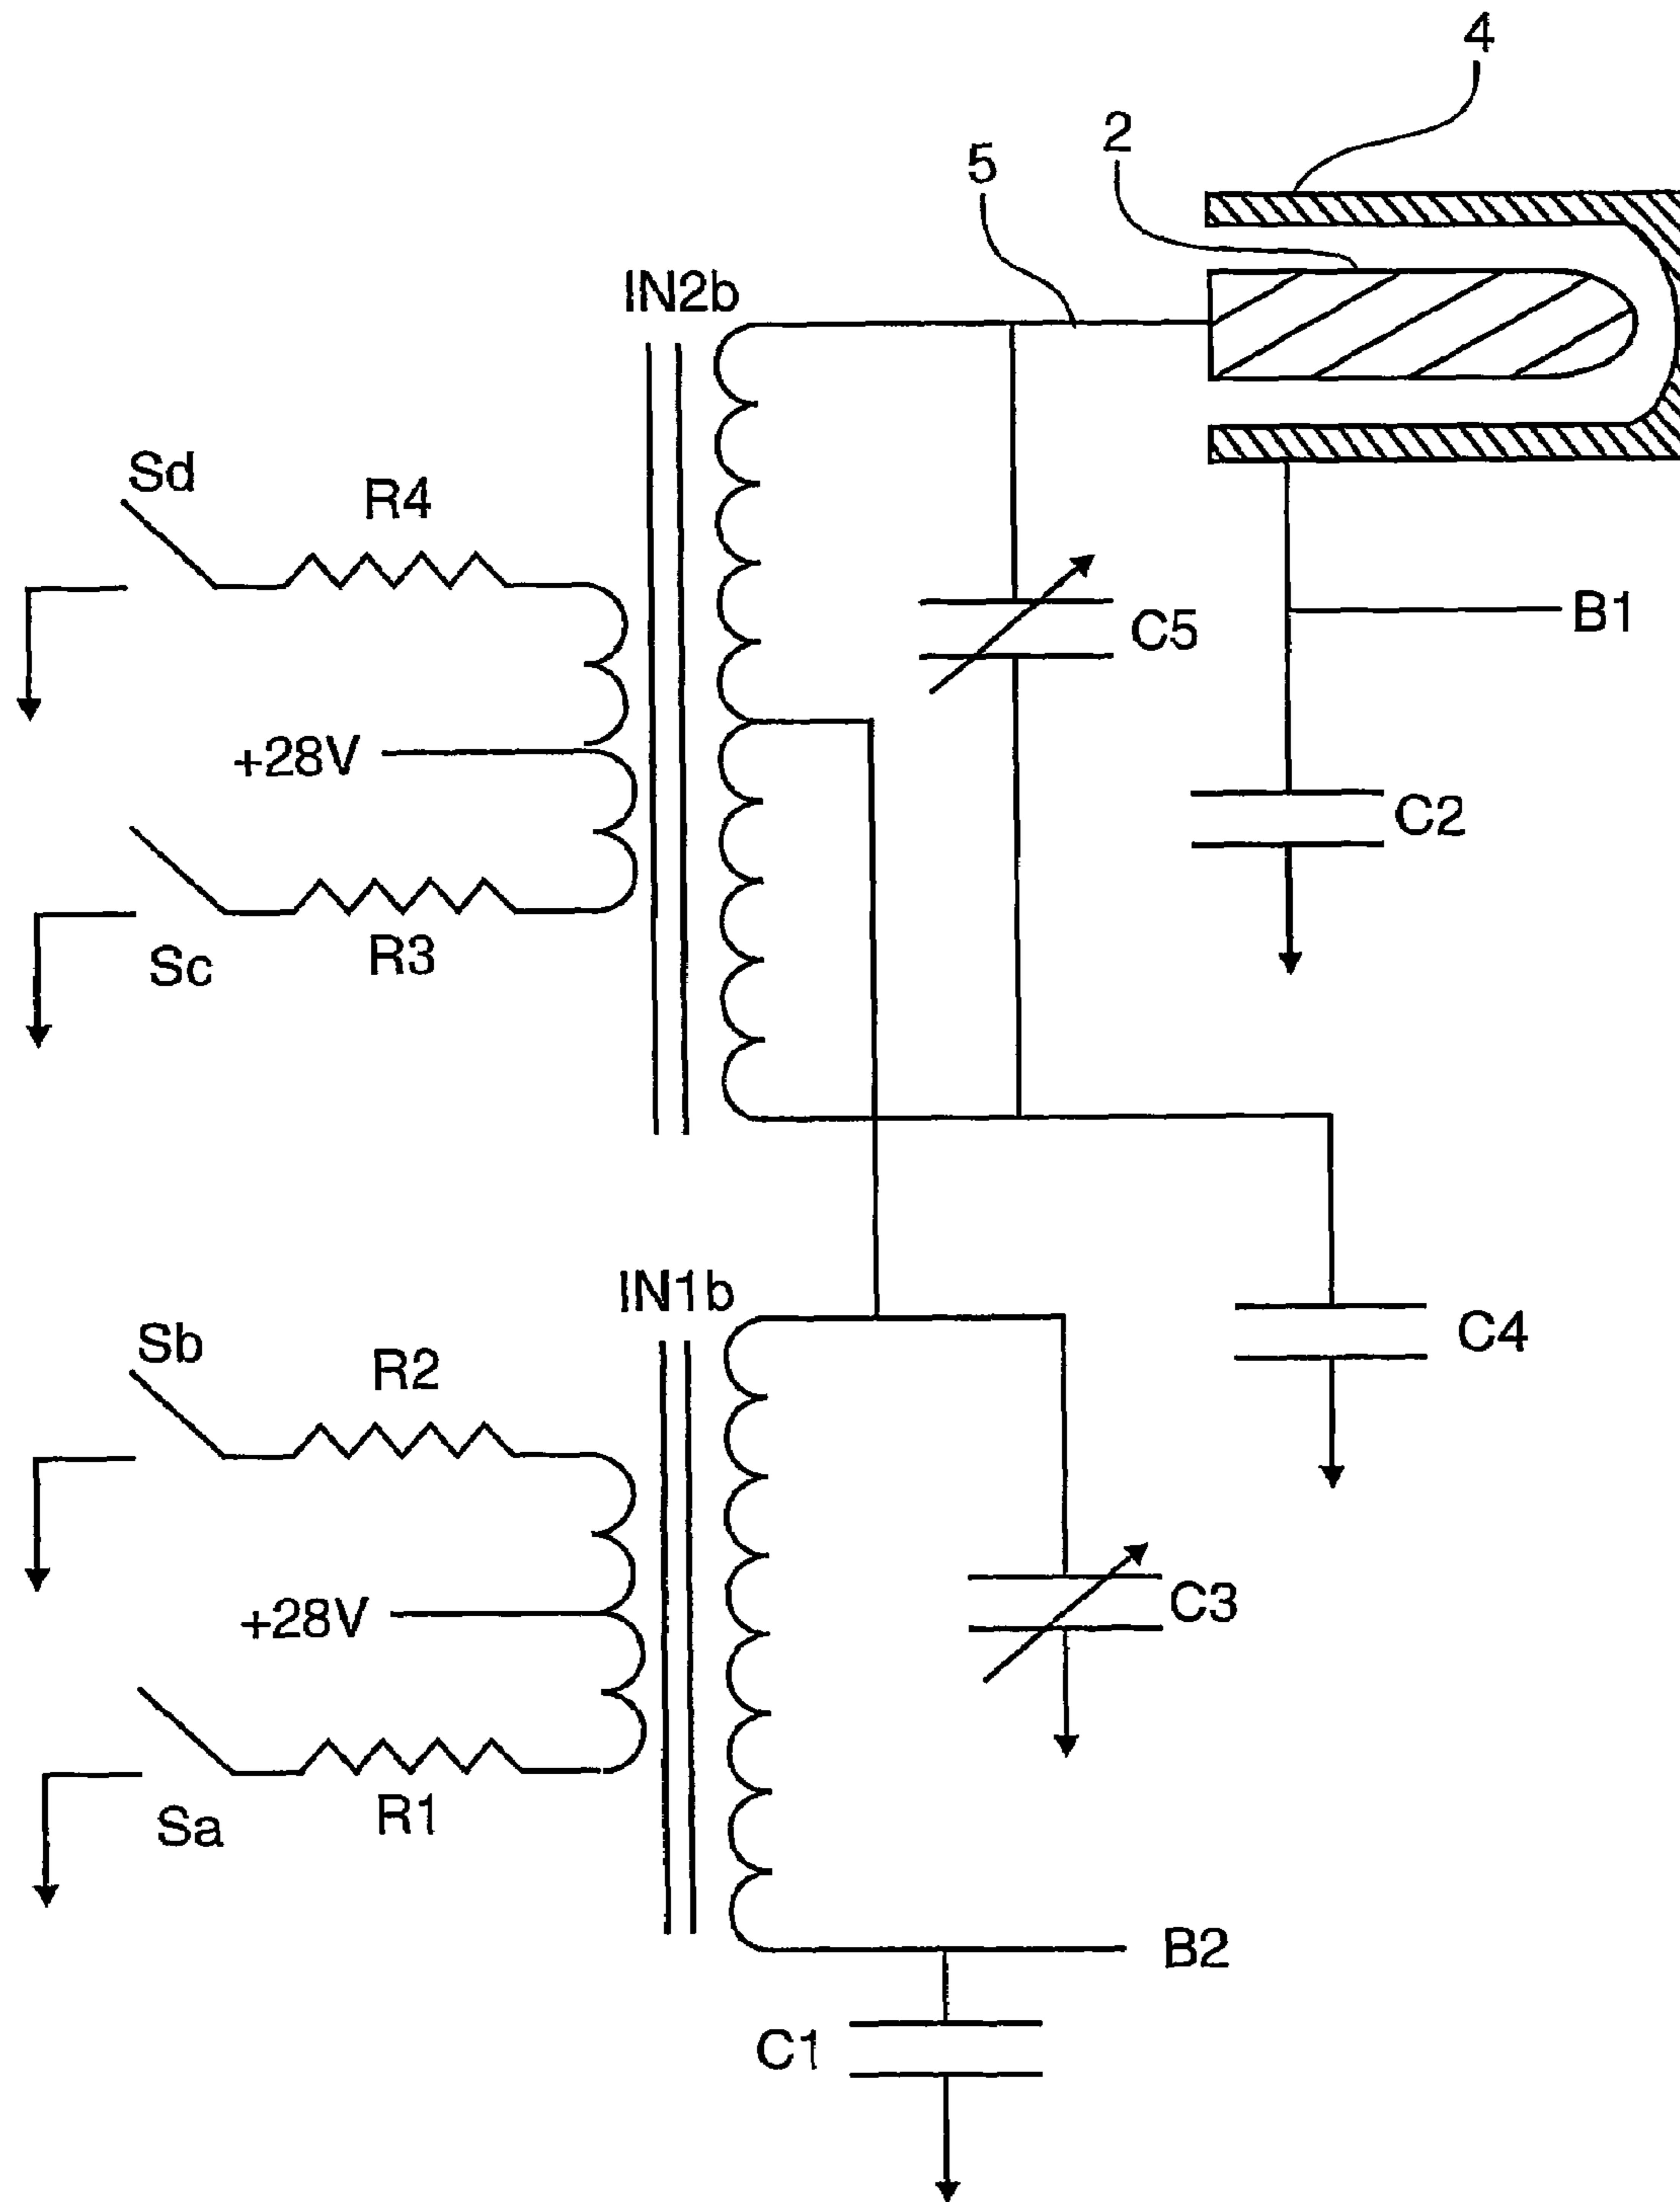 4
2
5
IN2b
Sd
R4
C5
B1
+28V
C2
Sc
R3
IN1b
C4
Sb
R2
C3
+28V
Sa
R1
B2
C1